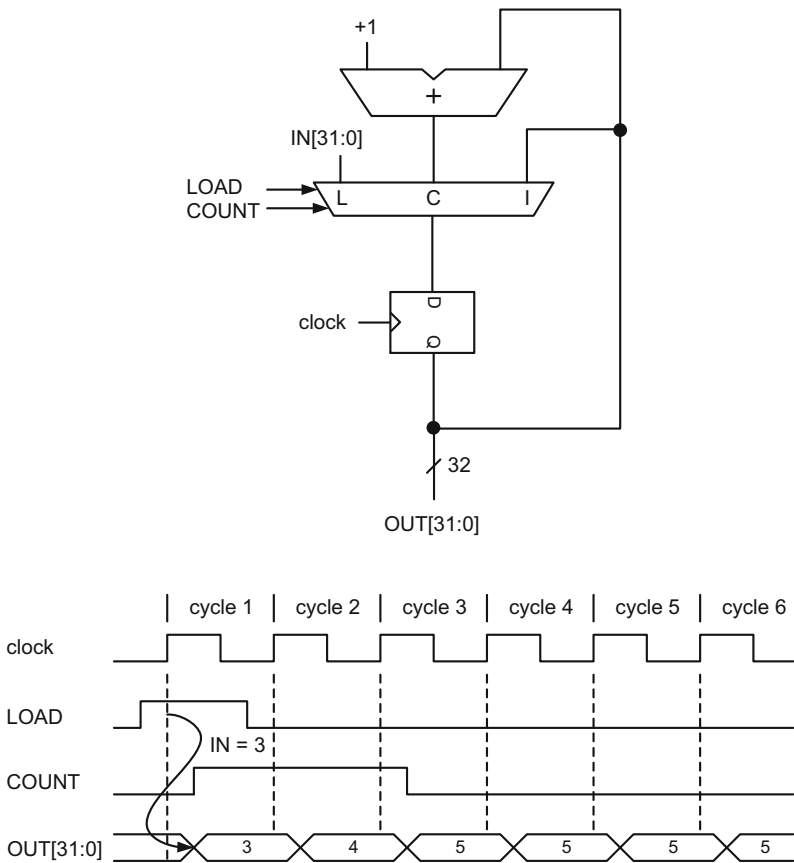 +1
+
IN[31:0]
LOAD
COUNT
L C I
D
clock
Q
32
OUT[31:0]
cycle 1 cycle 2 cycle 3 cycle 4 cycle 5 cycle 6
clock
LOAD
IN = 3
COUNT
OUT[31:0] 3 4 5 5 5 5